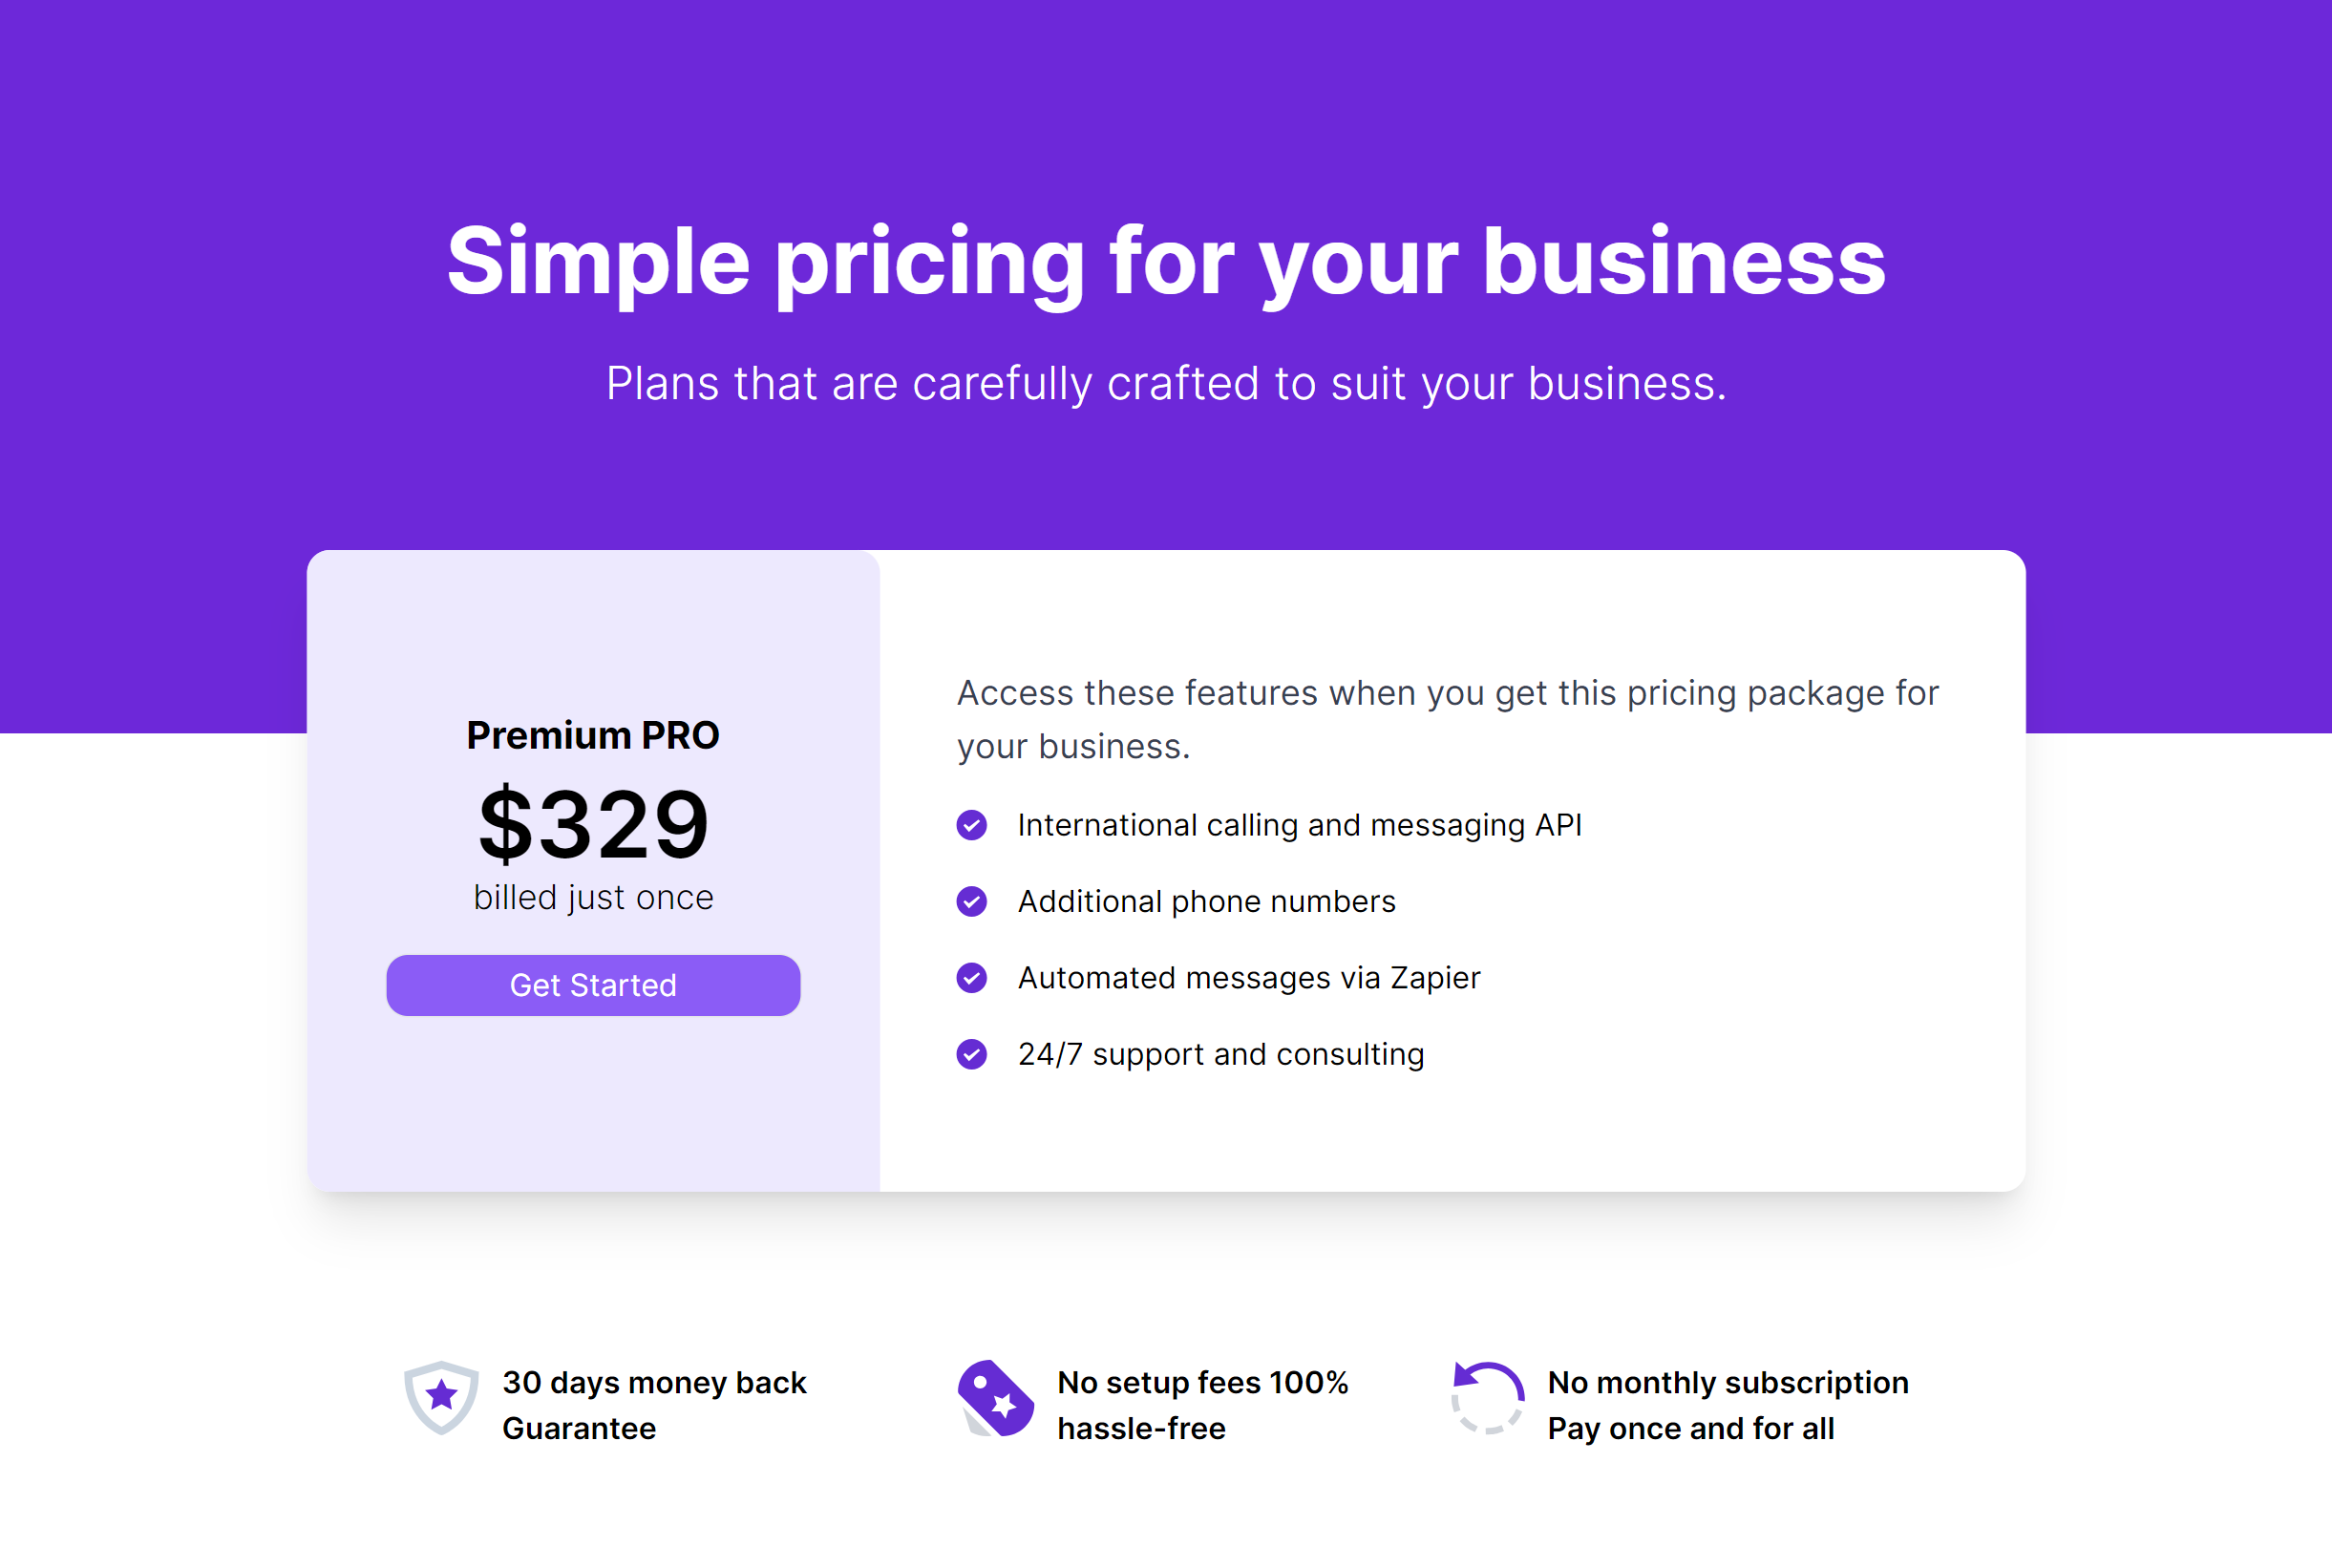 Simple pricing for your business
Plans that are carefully crafted to suit your business.
Premium PRO
$329
billed just once
Get Started
Access these features when you get this pricing package for
your business.
International calling and messaging API
Additional phone numbers
Automated messages via Zapier
24/7 support and consulting
30 days money back
Guarantee
No setup fees 100%
hassle-free
No monthly subscription
Pay once and for all